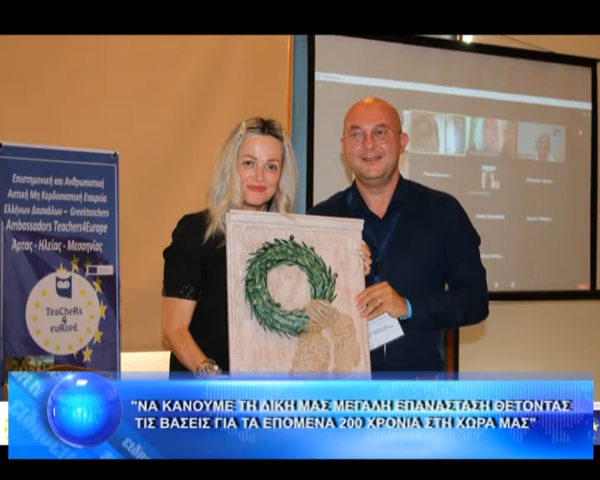 Επιστημονική και Ανθρωπιστική
Αστική Μη Κερδοσκοπική Εταιρεία
Ελλήνων Δασκάλων – Greekteachers
Ambassadors Teachers4Europe
Άρτας - Ηλείας - Μεσσηνίας
TeaCheRs
4
euRopE
"ΝΑ ΚΑΝΟΥΜΕ ΤΗ ΔΙΚΗ ΜΑΣ ΜΕΓΑΛΗ ΕΠΑΝΑΣΤΑΣΗ ΘΕΤΟΝΤΑΣ
ΤΙΣ ΒΑΣΕΙΣ ΓΙΑ ΤΑ ΕΠΟΜΕΝΑ 200 ΧΡΟΝΙΑ ΣΤΗ ΧΩΡΑ ΜΑΣ"
ειδήσεις